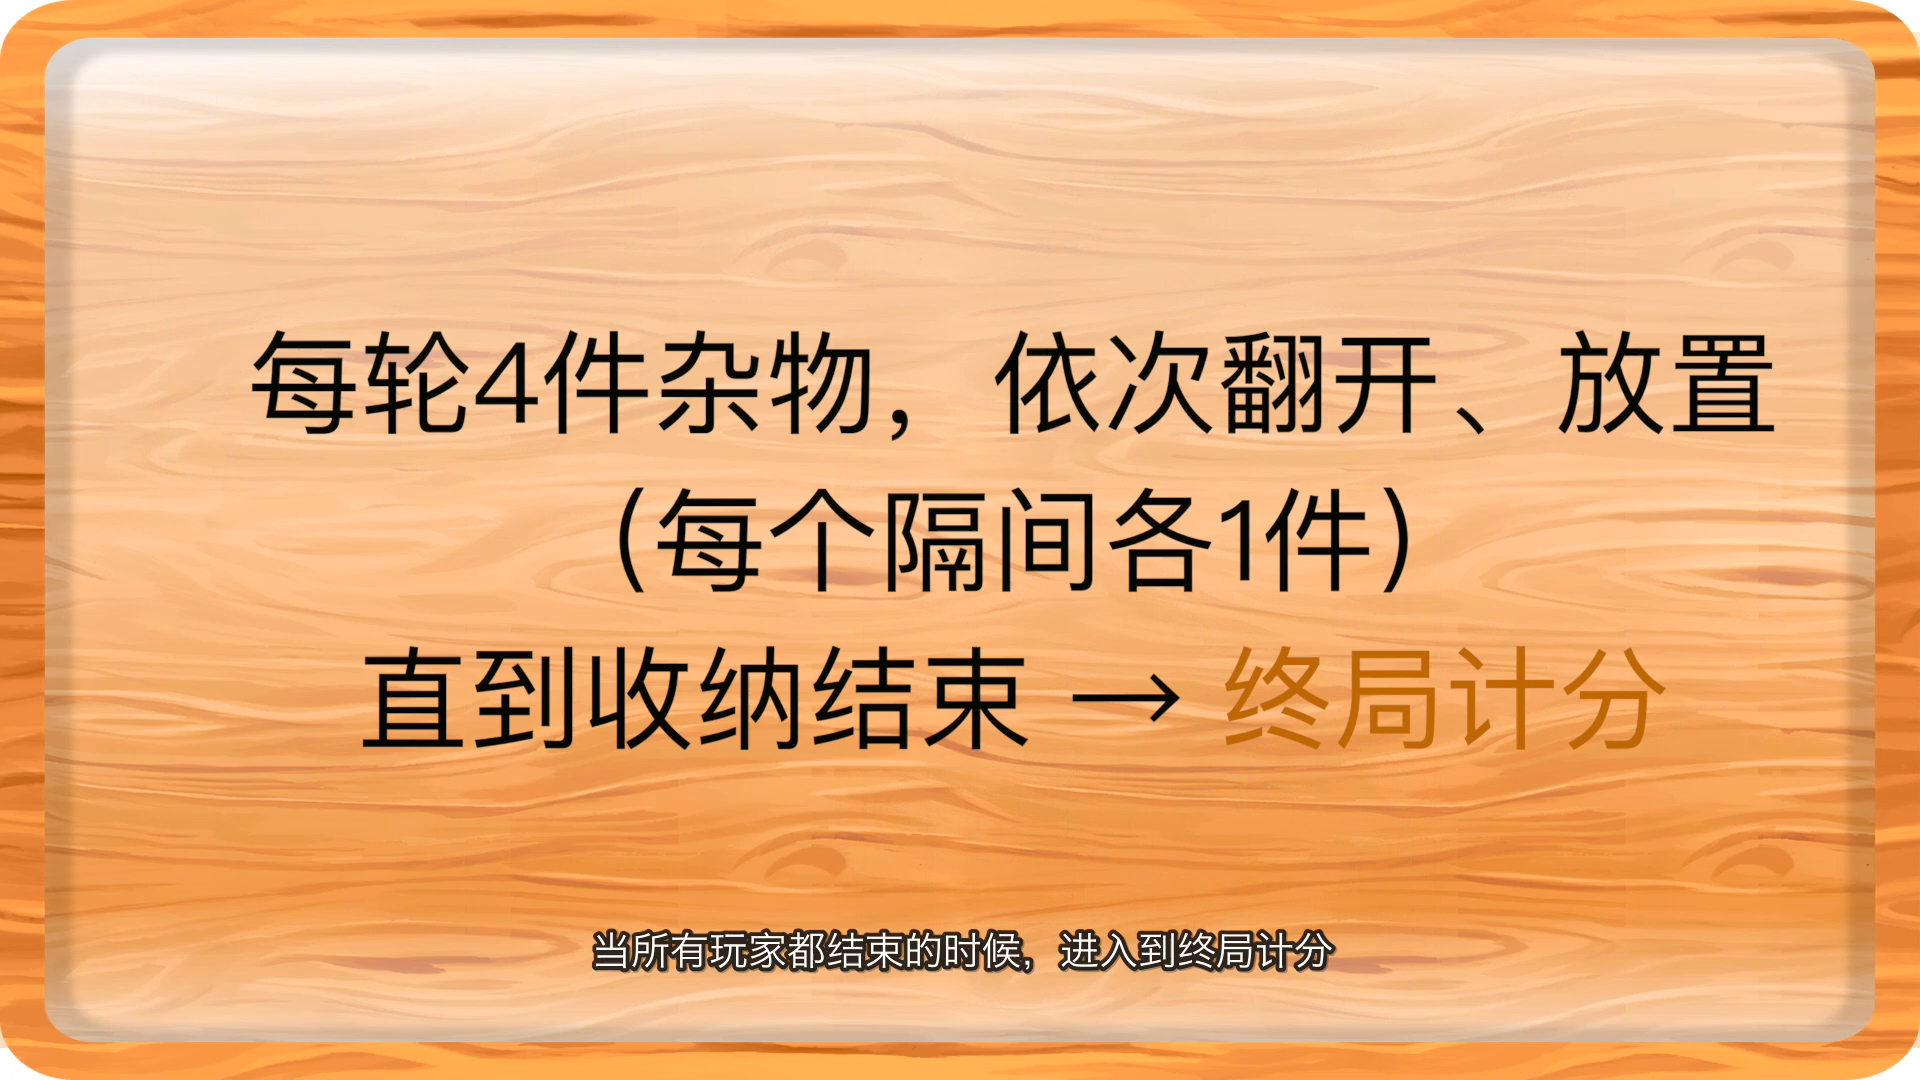 每轮4件杂物，依次翻开、放置
（每个隔间各1件）
直到收纳结束 → 终局计分
当所有玩家都结束的时候，进入到终局计分